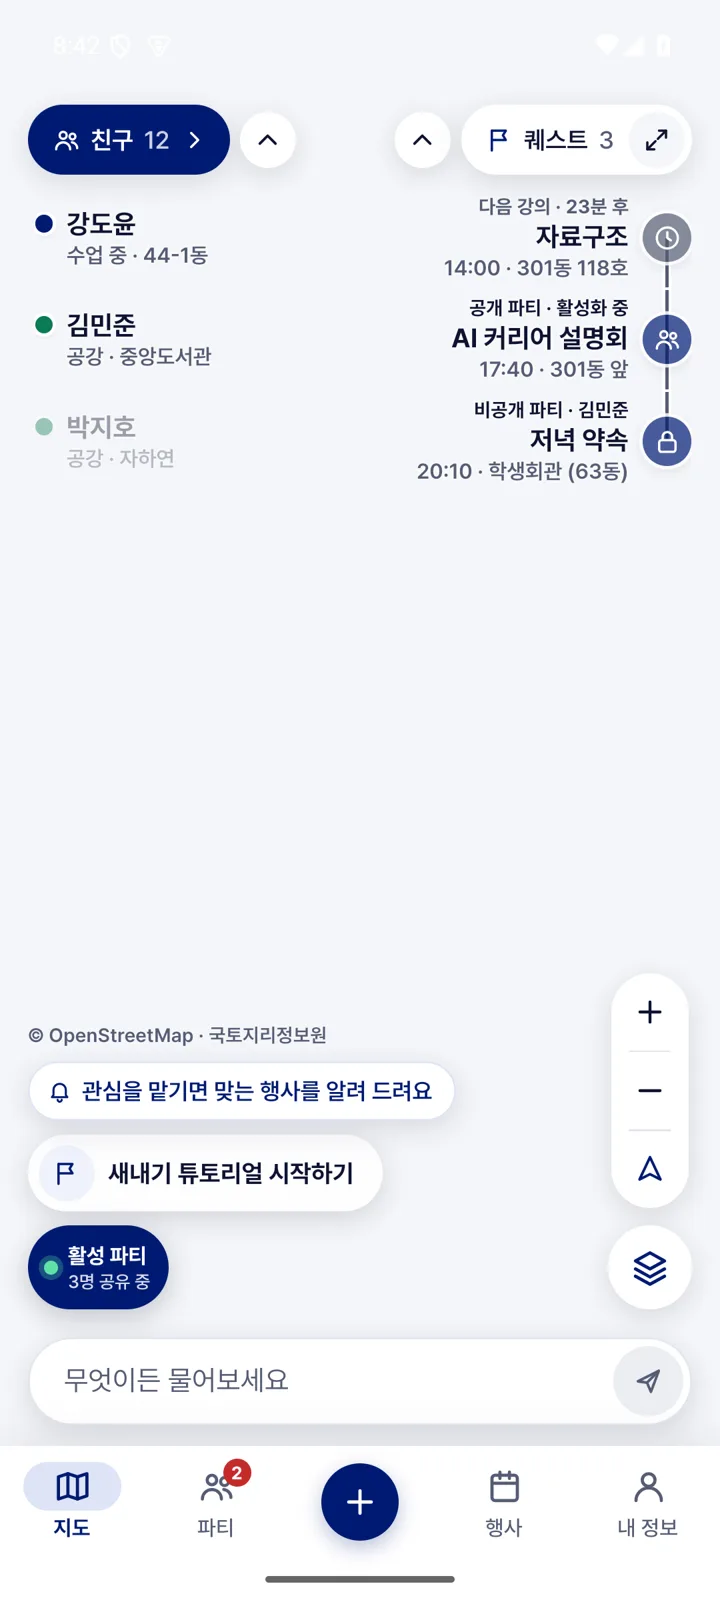 8:42
친구 12
퀘스트 3
강도윤
수업 중 · 44-1동
김민준
공강 · 중앙도서관
박지호
공강 · 자하연
다음 강의 · 23분 후
자료구조
14:00 · 301동 118호
공개 파티 · 활성화 중
AI 커리어 설명회
17:40 · 301동 앞
비공개 파티 · 김민준
저녁 약속
20:10 · 학생회관 (63동)
© OpenStreetMap · 국토지리정보원
관심을 맡기면 맞는 행사를 알려 드려요
새내기 튜토리얼 시작하기
활성 파티
3명 공유 중
무엇이든 물어보세요
2
지도
파티
행사
내 정보